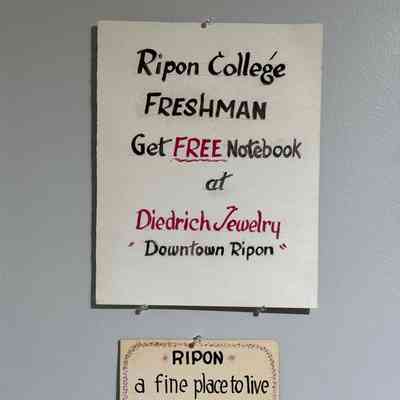 Ripon College
FRESHMAN
Get FREE Notebook
at
Diedrich Jewelry
" Downtown Ripon "
RIPON
a fine place to live